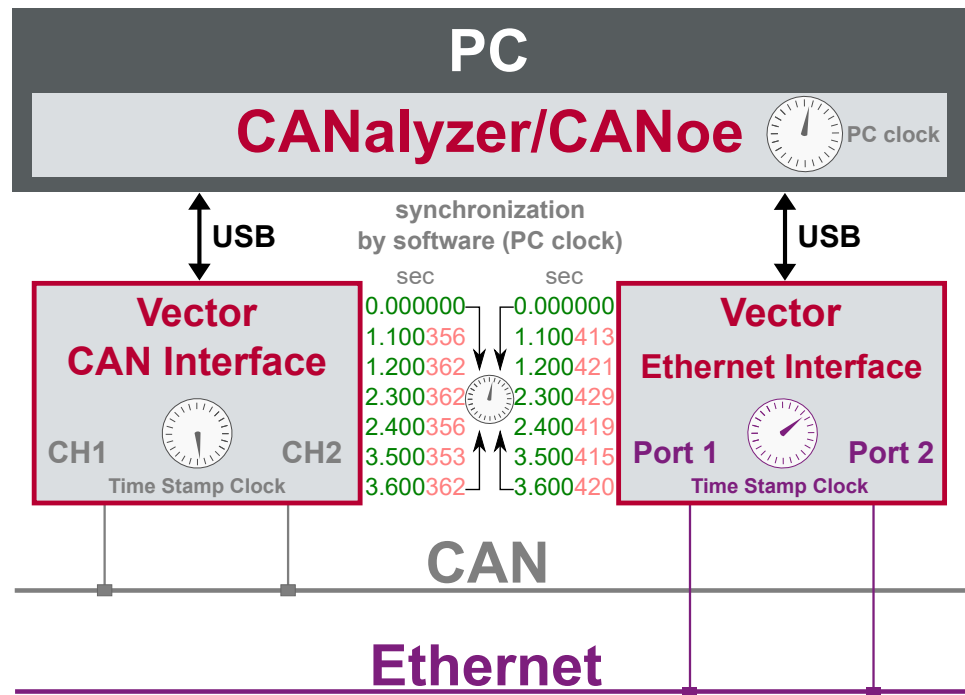 PC
CANalyzer/CANoe
PC clock
USB
synchronization
by software (PC clock)
USB
sec
sec
0.000000
0.000000
1.100356
1.100413
1.200362
1.200421
2.300362
2.300429
2.400356
2.400419
3.500353
3.500415
3.600362
3.600420
Vector
CAN Interface
CH1
CH2
Time Stamp Clock
Vector
Ethernet Interface
Port 1
Port 2
Time Stamp Clock
CAN
Ethernet